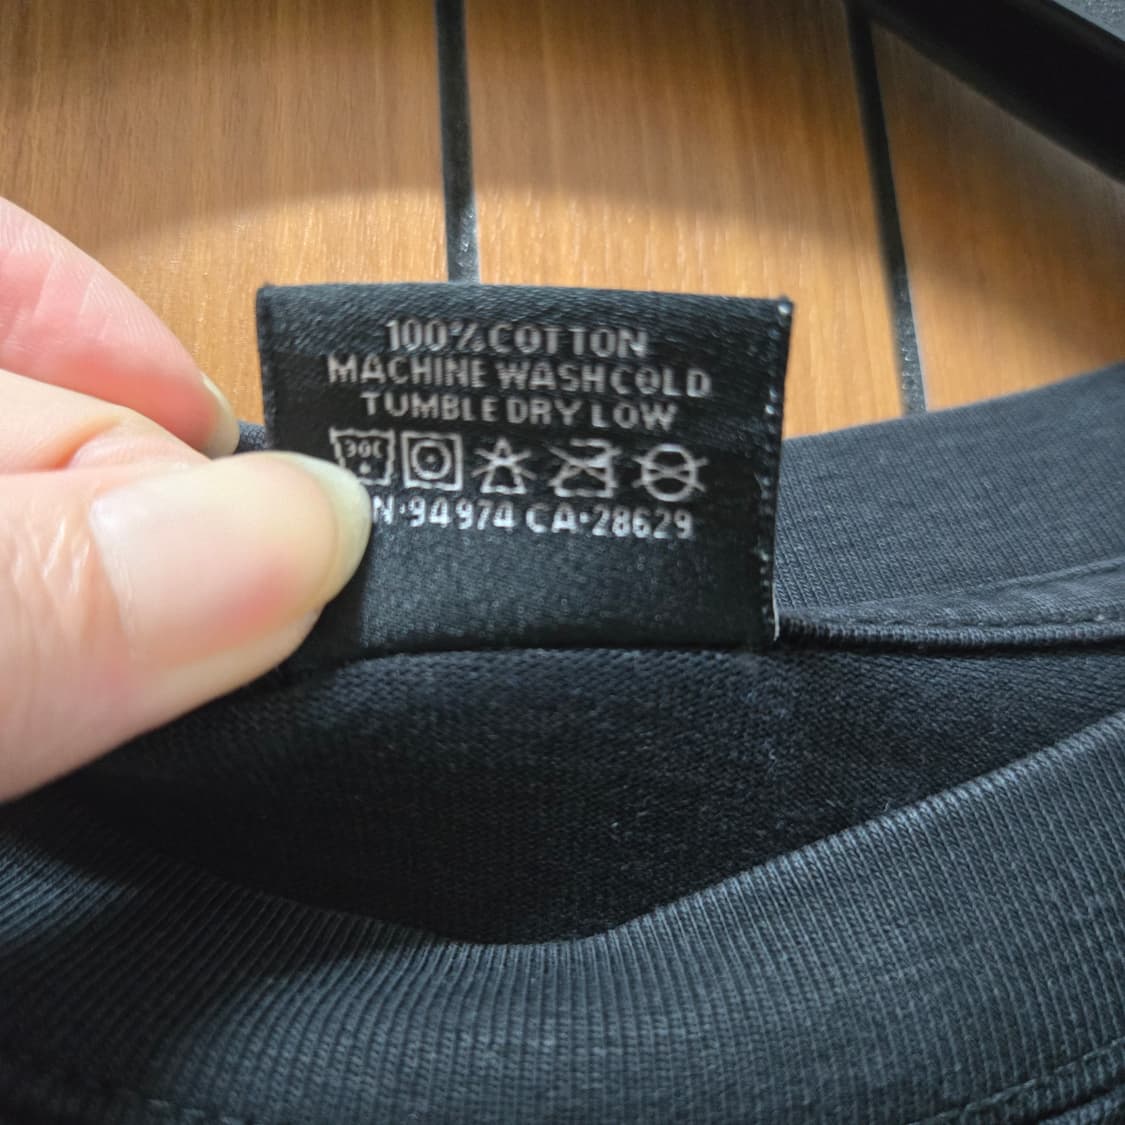 100% COTTON
MACHINE WASH COLD
TUMBLE DRY LOW
30C
N·94974 CA·28629